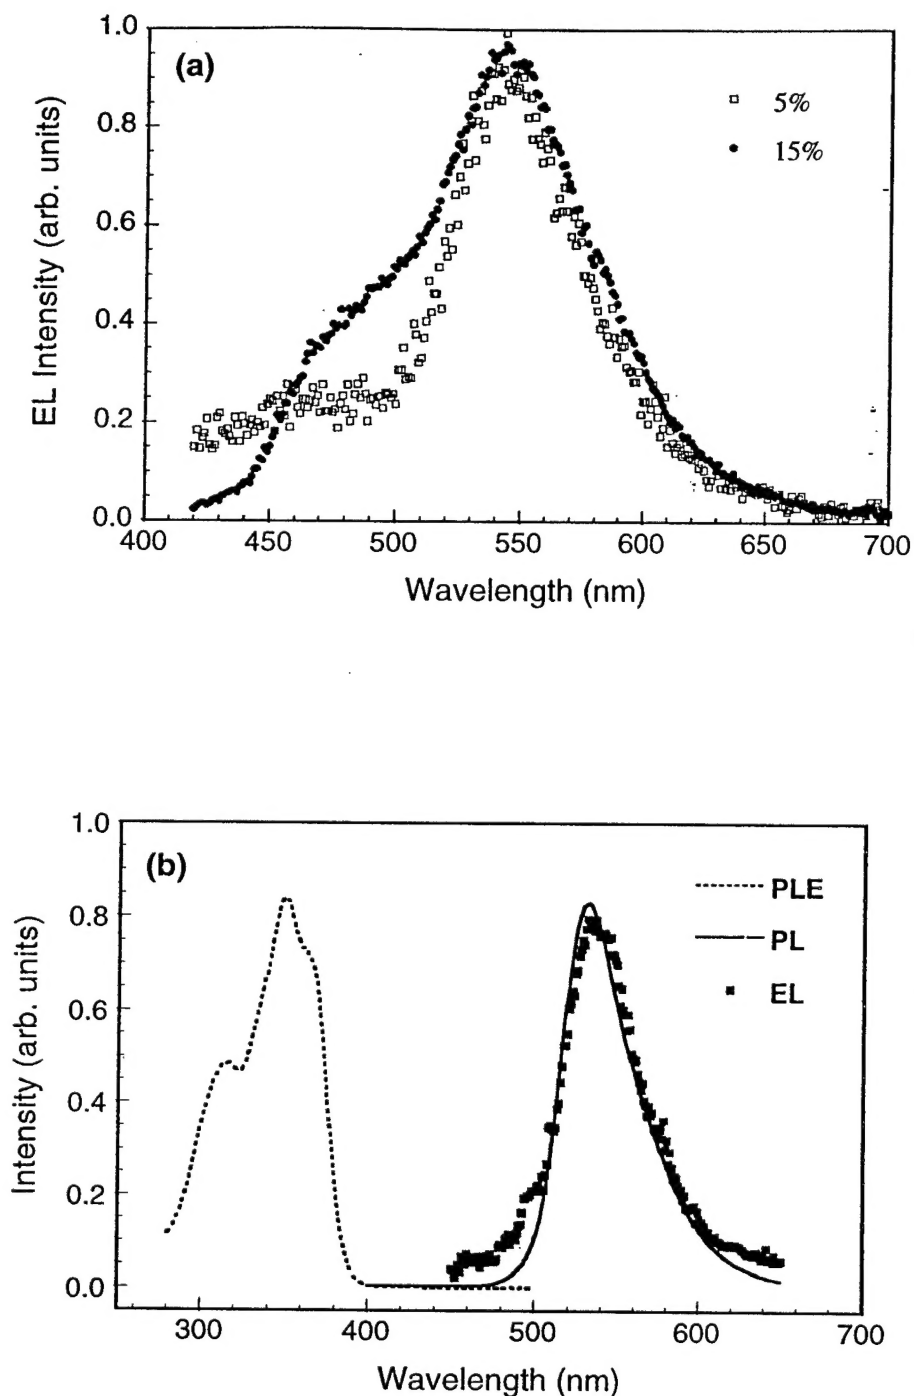 (a)
EL Intensity (arb. units)
1.0
0.8
0.6
0.4
0.2
0.0
5%
15%
400 450 500 550 600 650 700
Wavelength (nm)
(b)
Intensity (arb. units)
1.0
0.8
0.6
0.4
0.2
0.0
PLE
PL
EL
300 400 500 600 700
Wavelength (nm)